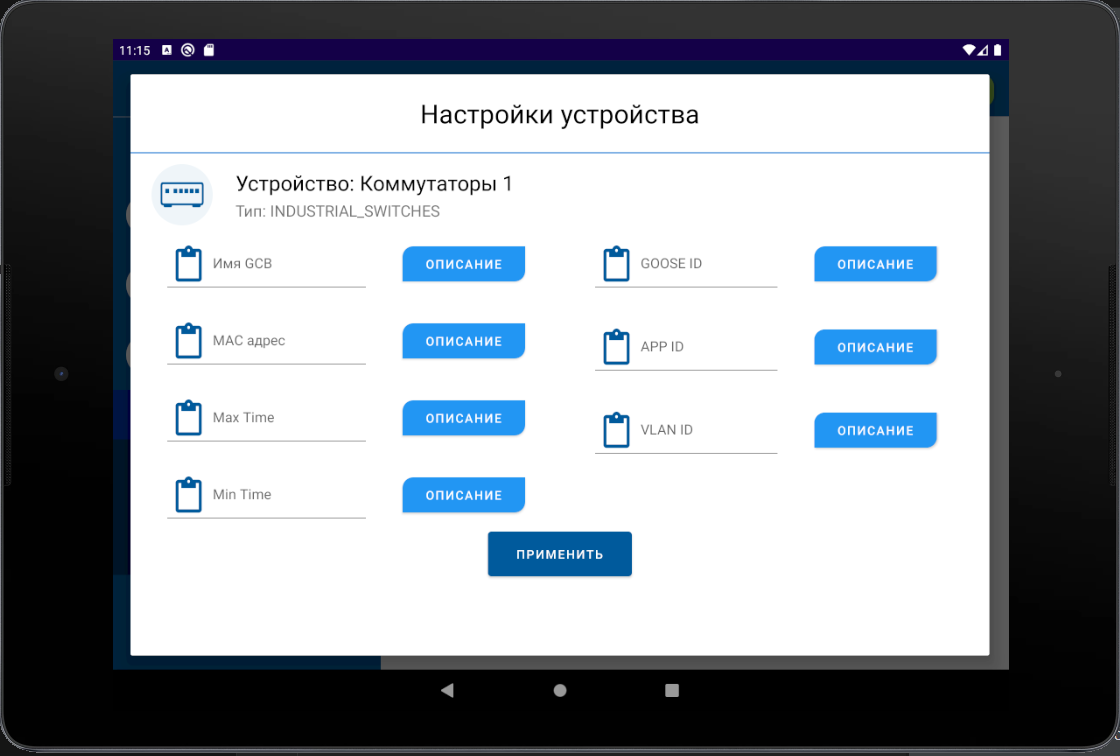 11:15
Настройки устройства
Устройство: Коммутаторы 1
Тип: INDUSTRIAL_SWITCHES
Имя GCB
ОПИСАНИЕ
GOOSE ID
ОПИСАНИЕ
MAC адрес
ОПИСАНИЕ
APP ID
ОПИСАНИЕ
Max Time
ОПИСАНИЕ
VLAN ID
ОПИСАНИЕ
Min Time
ОПИСАНИЕ
ПРИМЕНИТЬ